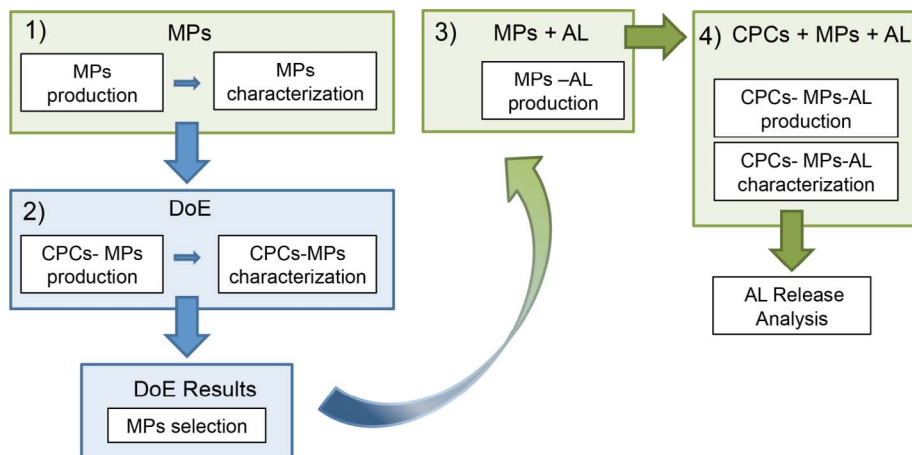 1)
MPs
MPs
production
MPs
characterization
2)
DoE
CPCs- MPs
production
CPCs-MPs
characterization
DoE Results
MPs selection
3)
MPs + AL
MPs –AL
production
4)
CPCs + MPs + AL
CPCs- MPs-AL
production
CPCs- MPs-AL
characterization
AL Release
Analysis